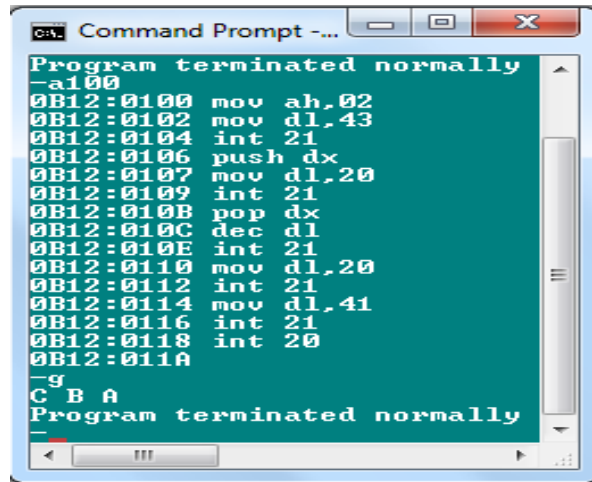 Command Prompt -...
Program terminated normally
-a100
0B12:0100 mov ah,02
0B12:0102 mov dl,43
0B12:0104 int 21
0B12:0106 push dx
0B12:0107 mov dl,20
0B12:0109 int 21
0B12:010B pop dx
0B12:010C dec dl
0B12:010E int 21
0B12:0110 mov dl,20
0B12:0112 int 21
0B12:0114 mov dl,41
0B12:0116 int 21
0B12:0118 int 20
0B12:011A
-g
C B A
Program terminated normally
-